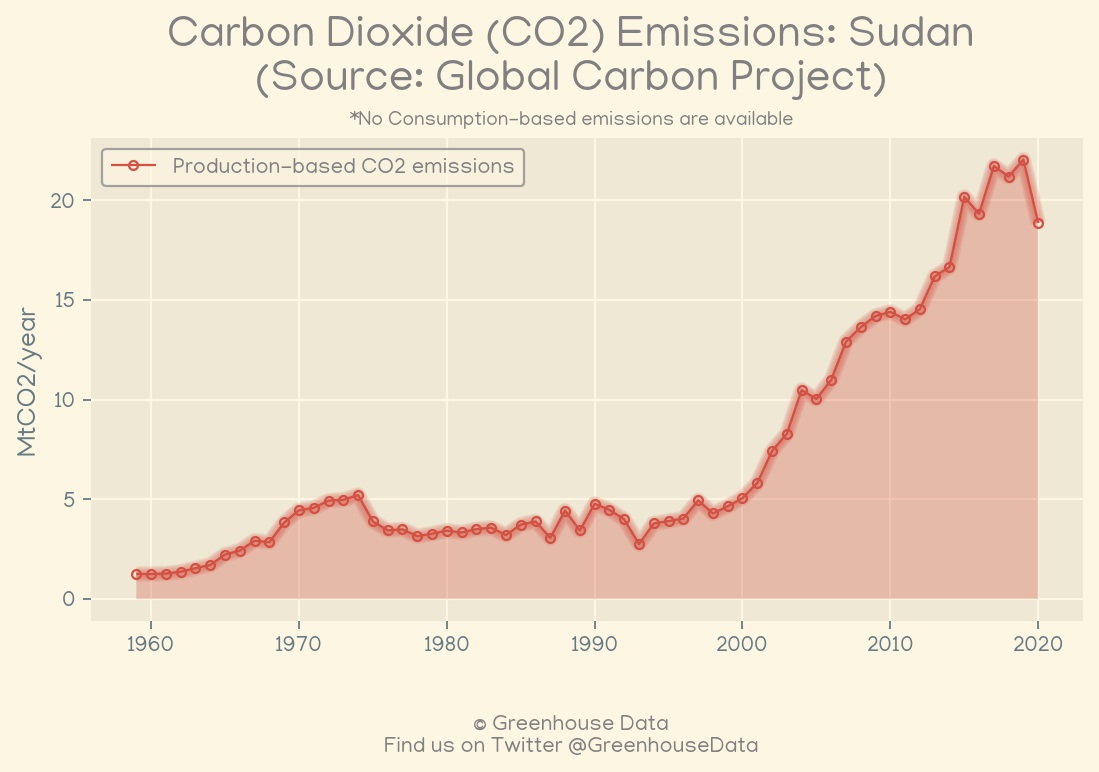 Carbon Dioxide (CO2) Emissions: Sudan
(Source: Global Carbon Project)
*No Consumption-based emissions are available
Production-based CO2 emissions
MtCO2/year
20
15
10
5
0
1960 1970 1980 1990 2000 2010 2020
© Greenhouse Data
Find us on Twitter @GreenhouseData